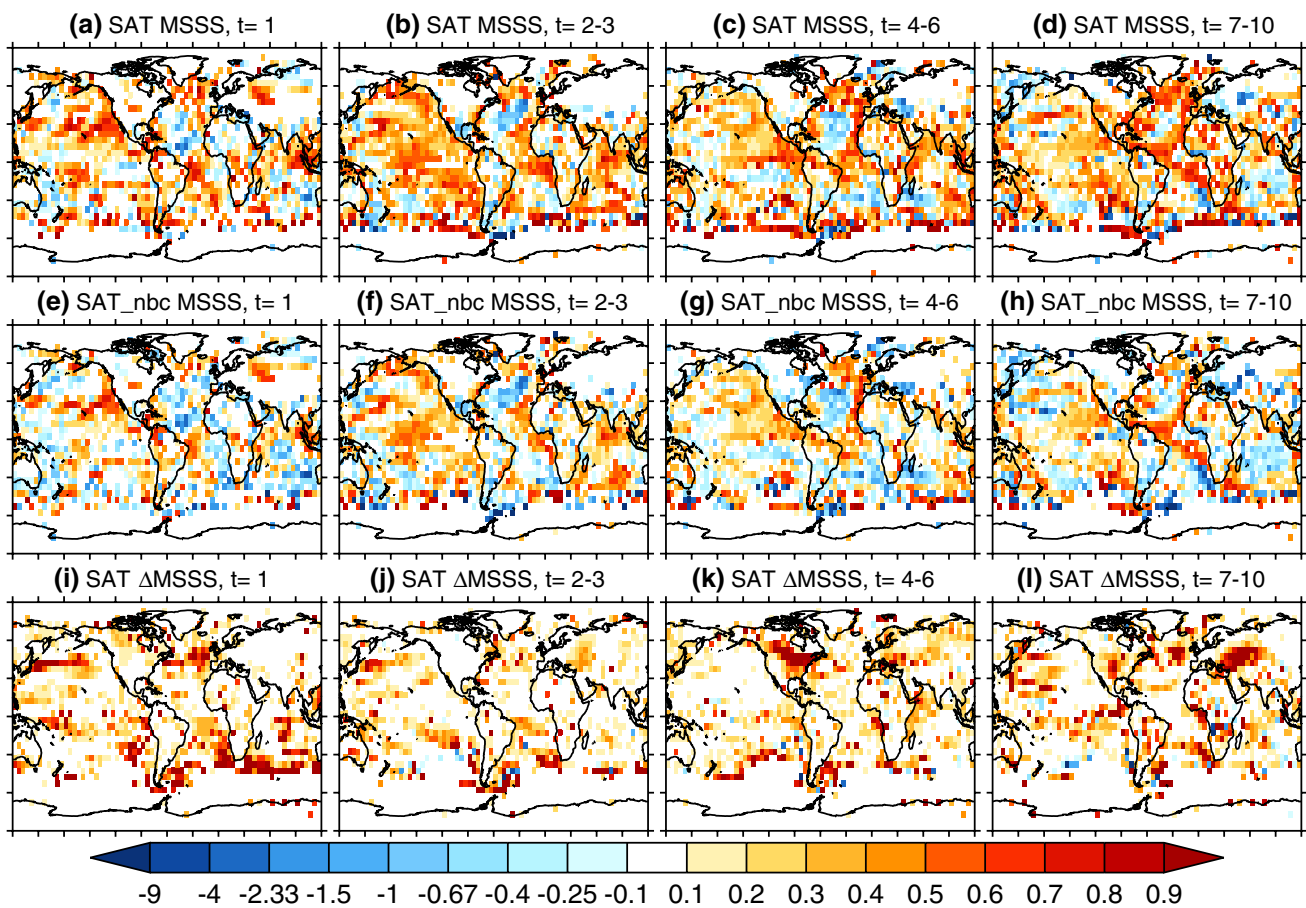 (a) SAT MSSS, t= 1
(b) SAT MSSS, t= 2-3
(c) SAT MSSS, t= 4-6
(d) SAT MSSS, t= 7-10
(e) SAT_nbc MSSS, t= 1
(f) SAT_nbc MSSS, t= 2-3
(g) SAT_nbc MSSS, t= 4-6
(h) SAT_nbc MSSS, t= 7-10
(i) SAT ΔMSSS, t= 1
(j) SAT ΔMSSS, t= 2-3
(k) SAT ΔMSSS, t= 4-6
(l) SAT ΔMSSS, t= 7-10
-9 -4 -2.33 -1.5 -1 -0.67 -0.4 -0.25 -0.1 0.1 0.2 0.3 0.4 0.5 0.6 0.7 0.8 0.9